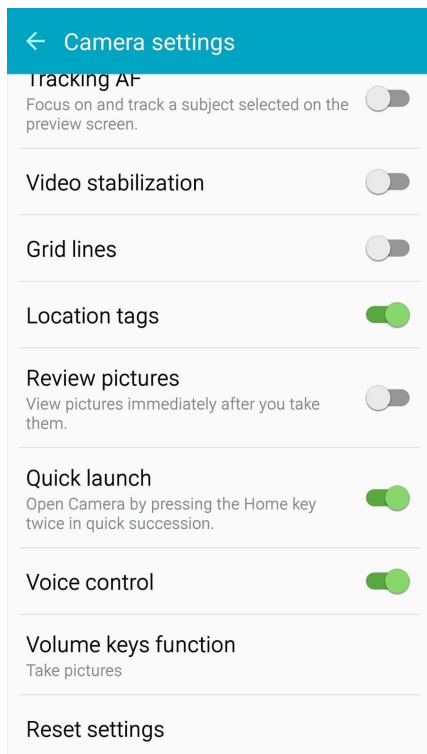 Camera settings
Tracking AF
Focus on and track a subject selected on the
preview screen.
Video stabilization
Grid lines
Location tags
Review pictures
View pictures immediately after you take
them.
Quick launch
Open Camera by pressing the Home key
twice in quick succession.
Voice control
Volume keys function
Take pictures
Reset settings